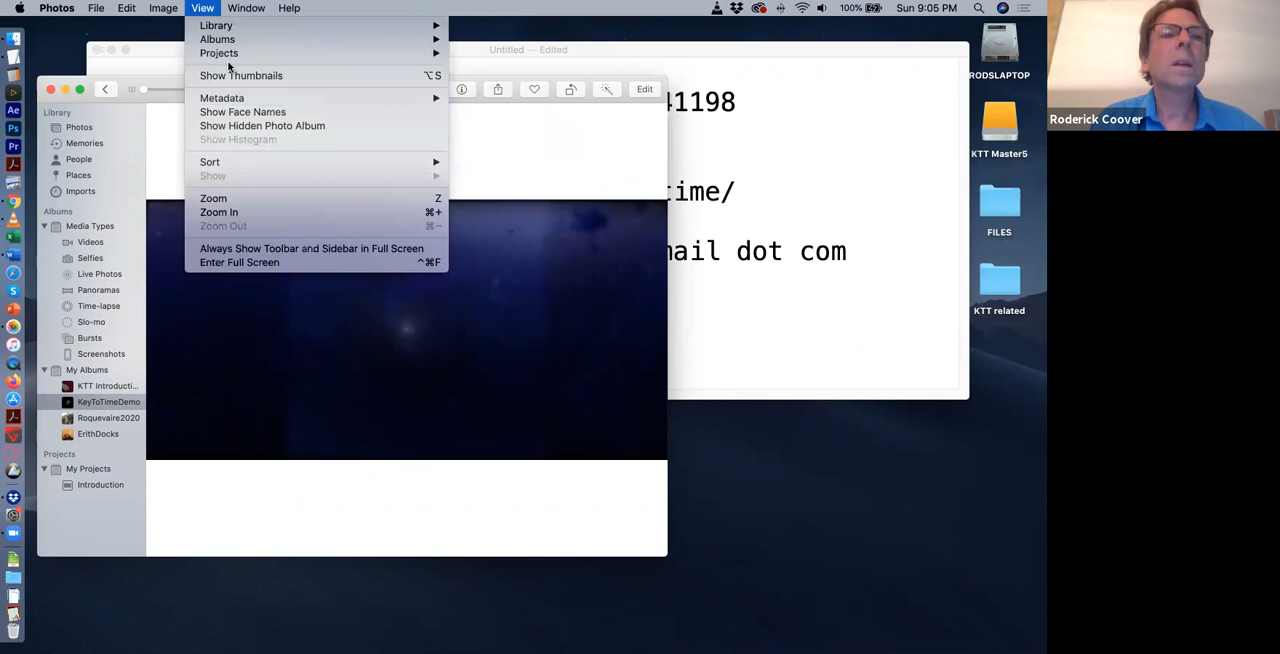 Photos File Edit Image View Window Help
100% Sun 9:05 PM
Library
Albums
Projects
Show Thumbnails ⌥S
Metadata
Show Face Names
Show Hidden Photo Album
Show Histogram
Sort
Show
Zoom Z
Zoom In ⌘+
Zoom Out ⌘−
Always Show Toolbar and Sidebar in Full Screen
Enter Full Screen ^⌘F
Untitled — Edited
41198
time/
mail dot com
Edit
Library
Photos
Memories
People
Places
Imports
Albums
Media Types
Videos
Selfies
Live Photos
Panoramas
Time-lapse
Slo-mo
Bursts
Screenshots
My Albums
KTT Introducti...
KeyToTimeDemo
Roquevaire2020
ErithDocks
Projects
My Projects
Introduction
Ae
Ps
Pr
RODSLAPTOP
KTT Master5
FILES
KTT related
Roderick Coover